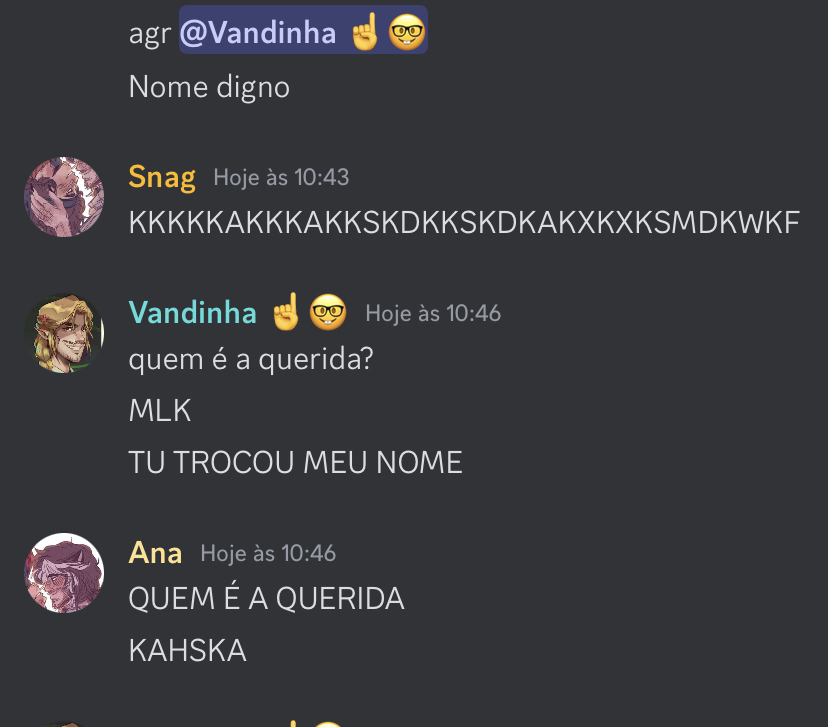 agr @Vandinha ☝️🤓
Nome digno
Snag Hoje às 10:43
KKKKKAKKKAKKSKDKKSKDKAKXKXKSMDKWKF
Vandinha ☝️🤓 Hoje às 10:46
quem é a querida?
MLK
TU TROCOU MEU NOME
Ana Hoje às 10:46
QUEM É A QUERIDA
KAHSKA